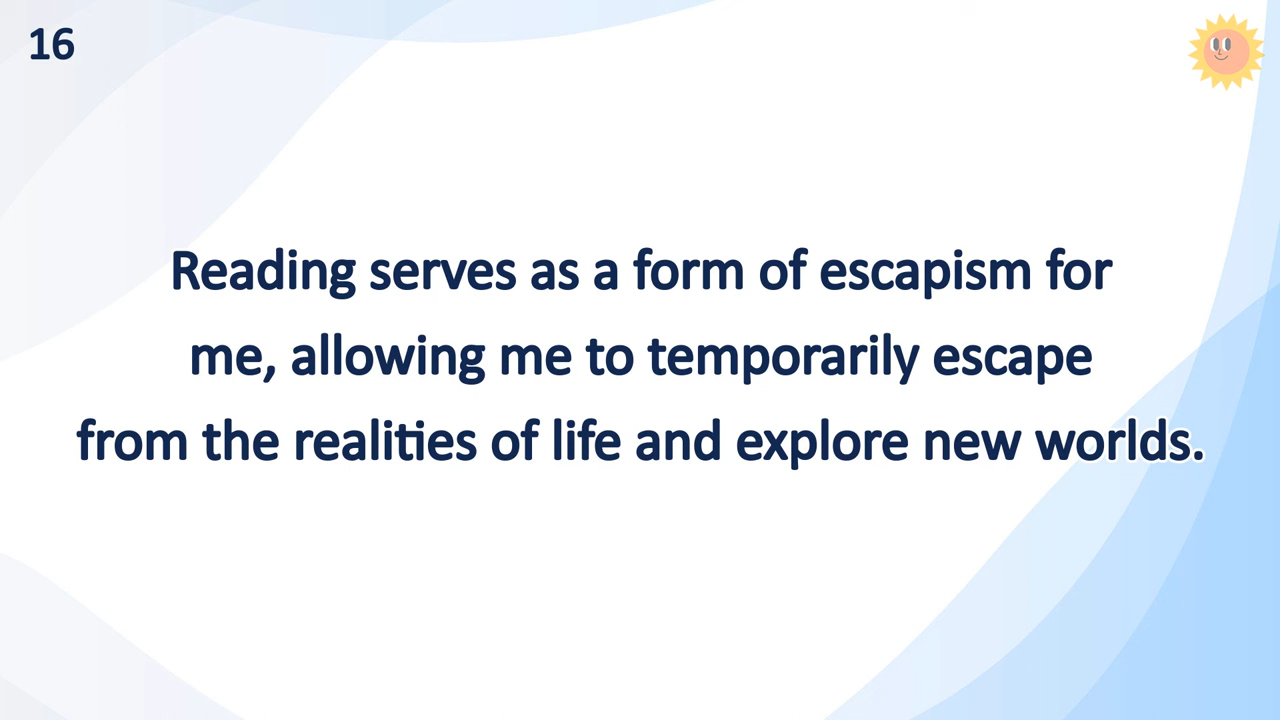 16
Reading serves as a form of escapism for
me, allowing me to temporarily escape
from the realities of life and explore new worlds.